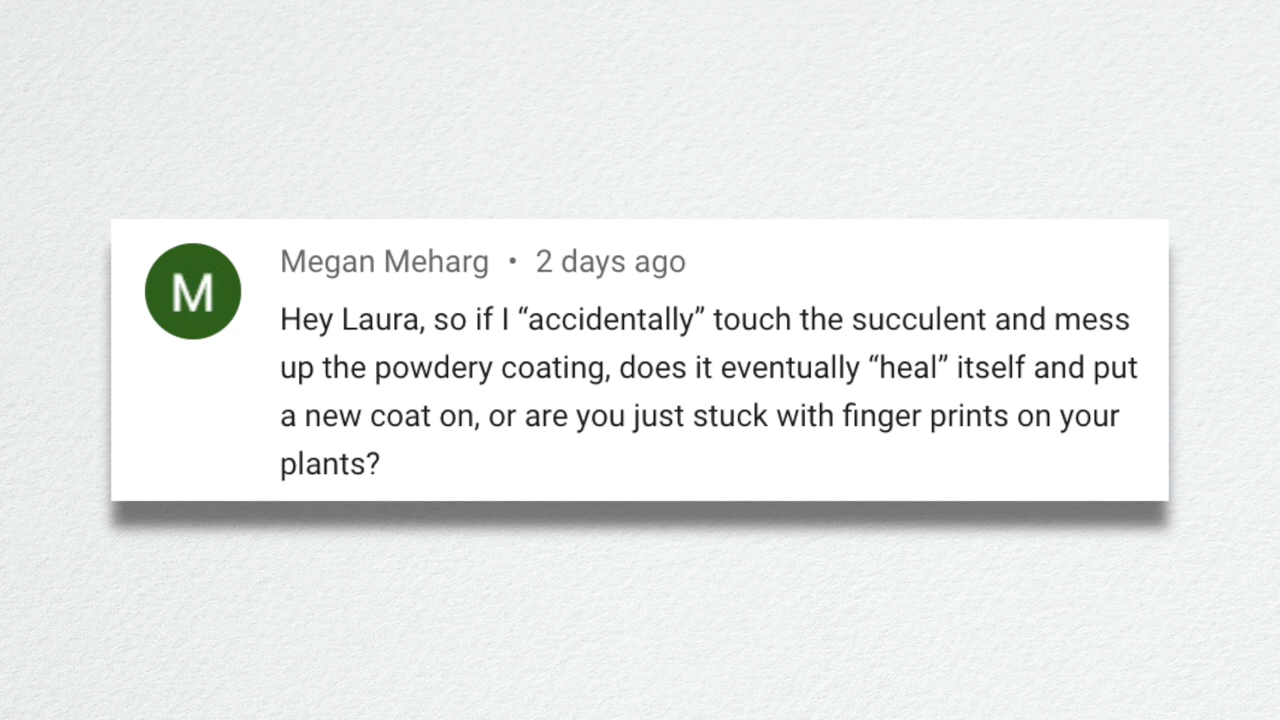 M
Megan Meharg • 2 days ago
Hey Laura, so if I “accidentally” touch the succulent and mess
up the powdery coating, does it eventually “heal” itself and put
a new coat on, or are you just stuck with finger prints on your
plants?